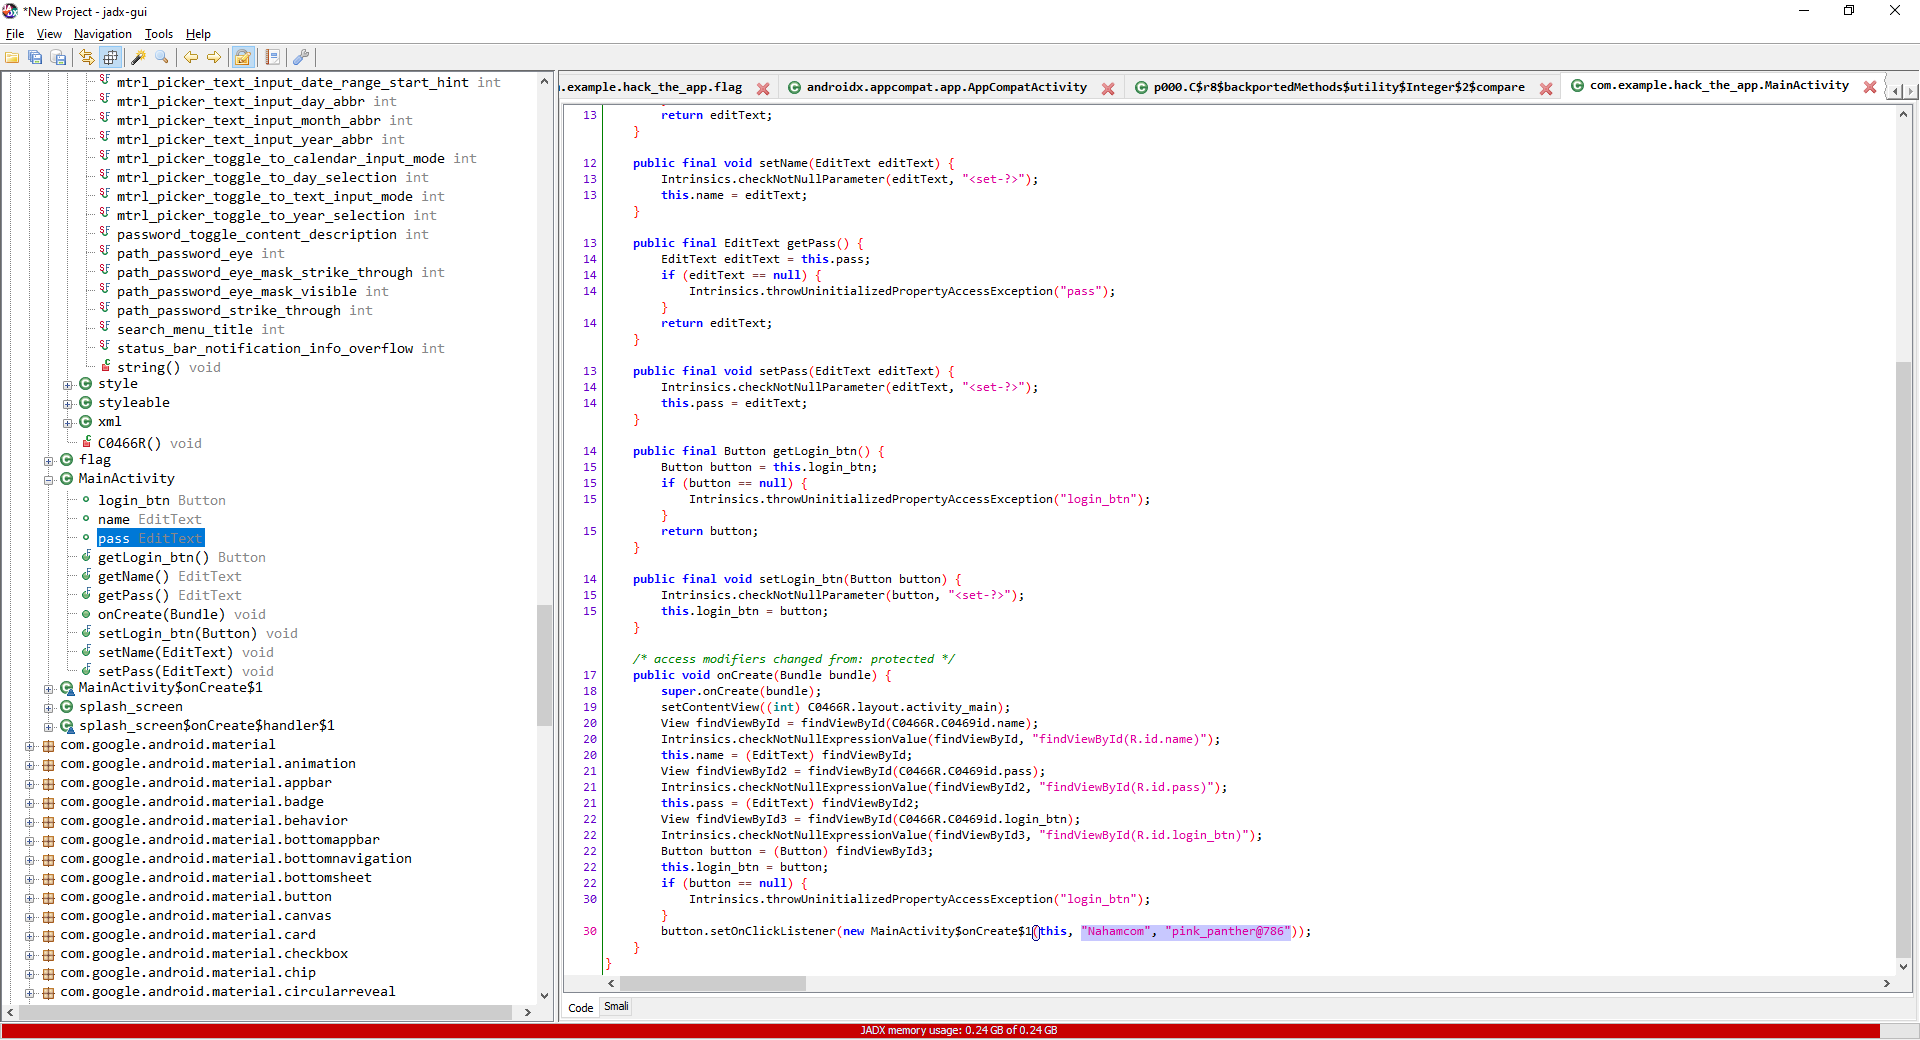 *New Project - jadx-gui
File View Navigation Tools Help
mtrl_picker_text_input_date_range_start_hint int
mtrl_picker_text_input_day_abbr int
mtrl_picker_text_input_month_abbr int
mtrl_picker_text_input_year_abbr int
mtrl_picker_toggle_to_calendar_input_mode int
mtrl_picker_toggle_to_day_selection int
mtrl_picker_toggle_to_text_input_mode int
mtrl_picker_toggle_to_year_selection int
password_toggle_content_description int
path_password_eye int
path_password_eye_mask_strike_through int
path_password_eye_mask_visible int
path_password_strike_through int
search_menu_title int
status_bar_notification_info_overflow int
string() void
style
styleable
xml
C0466R() void
flag
MainActivity
login_btn Button
name EditText
pass EditText
getLogin_btn() Button
getName() EditText
getPass() EditText
onCreate(Bundle) void
setLogin_btn(Button) void
setName(EditText) void
setPass(EditText) void
MainActivity$onCreate$1
splash_screen
splash_screen$onCreate$handler$1
com.google.android.material
com.google.android.material.animation
com.google.android.material.appbar
com.google.android.material.badge
com.google.android.material.behavior
com.google.android.material.bottomappbar
com.google.android.material.bottomnavigation
com.google.android.material.bottomsheet
com.google.android.material.button
com.google.android.material.canvas
com.google.android.material.card
com.google.android.material.checkbox
com.google.android.material.chip
com.google.android.material.circularreveal
.example.hack_the_app.flag androidx.appcompat.app.AppCompatActivity p000.C$r8$backportedMethods$utility$Integer$2$compare com.example.hack_the_app.MainActivity
13 return editText;
}
12 public final void setName(EditText editText) {
13 Intrinsics.checkNotNullParameter(editText, "<set-?>");
13 this.name = editText;
}
13 public final EditText getPass() {
14 EditText editText = this.pass;
14 if (editText == null) {
14 Intrinsics.throwUninitializedPropertyAccessException("pass");
}
14 return editText;
}
13 public final void setPass(EditText editText) {
14 Intrinsics.checkNotNullParameter(editText, "<set-?>");
14 this.pass = editText;
}
14 public final Button getLogin_btn() {
15 Button button = this.login_btn;
15 if (button == null) {
15 Intrinsics.throwUninitializedPropertyAccessException("login_btn");
}
15 return button;
}
14 public final void setLogin_btn(Button button) {
15 Intrinsics.checkNotNullParameter(button, "<set-?>");
15 this.login_btn = button;
}
/* access modifiers changed from: protected */
17 public void onCreate(Bundle bundle) {
18 super.onCreate(bundle);
19 setContentView((int) C0466R.layout.activity_main);
20 View findViewById = findViewById(C0466R.C0469id.name);
20 Intrinsics.checkNotNullExpressionValue(findViewById, "findViewById(R.id.name)");
20 this.name = (EditText) findViewById;
21 View findViewById2 = findViewById(C0466R.C0469id.pass);
21 Intrinsics.checkNotNullExpressionValue(findViewById2, "findViewById(R.id.pass)");
21 this.pass = (EditText) findViewById2;
22 View findViewById3 = findViewById(C0466R.C0469id.login_btn);
22 Intrinsics.checkNotNullExpressionValue(findViewById3, "findViewById(R.id.login_btn)");
22 Button button = (Button) findViewById3;
22 this.login_btn = button;
22 if (button == null) {
30 Intrinsics.throwUninitializedPropertyAccessException("login_btn");
}
30 button.setOnClickListener(new MainActivity$onCreate$1(this, "Nahamcom", "pink_panther@786"));
}
}
Code Smali
JADX memory usage: 0.24 GB of 0.24 GB